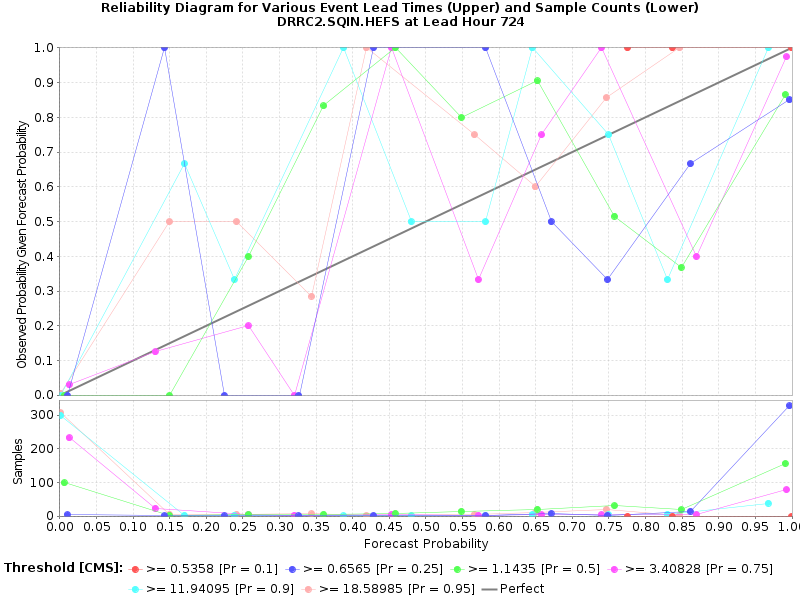 Reliability Diagram for Various Event Lead Times (Upper) and Sample Counts (Lower)
DRRC2.SQIN.HEFS at Lead Hour 724
Observed Probability Given Forecast Probability
1.0
0.9
0.8
0.7
0.6
0.5
0.4
0.3
0.2
0.1
0.0
Samples
300
200
100
0
0.00 0.05 0.10 0.15 0.20 0.25 0.30 0.35 0.40 0.45 0.50 0.55 0.60 0.65 0.70 0.75 0.80 0.85 0.90 0.95 1.00
Forecast Probability
Threshold [CMS]: >= 0.5358 [Pr = 0.1] >= 0.6565 [Pr = 0.25] >= 1.1435 [Pr = 0.5] >= 3.40828 [Pr = 0.75]
>= 11.94095 [Pr = 0.9] >= 18.58985 [Pr = 0.95] Perfect